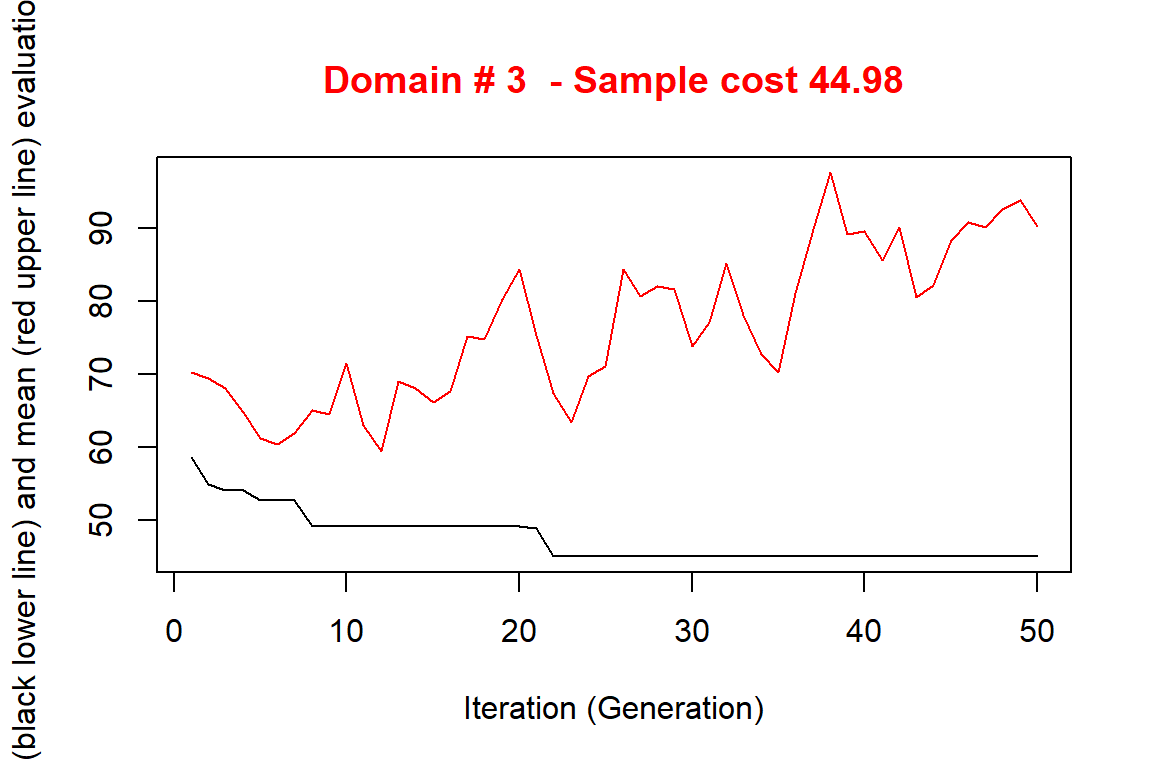 Domain # 3  - Sample cost 44.98
(black lower line) and mean (red upper line)
90
80
70
60
50
0 10 20 30 40 50
Iteration (Generation)